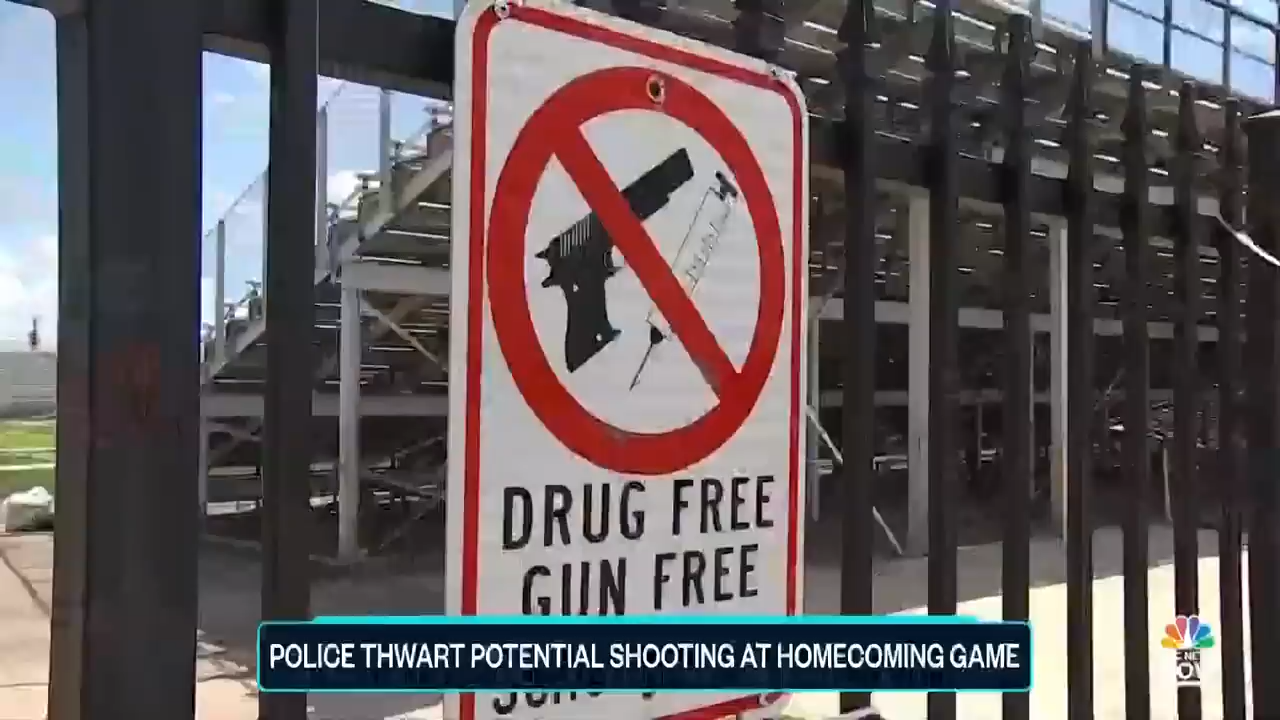 DRUG FREE
GUN FREE
POLICE THWART POTENTIAL SHOOTING AT HOMECOMING GAME